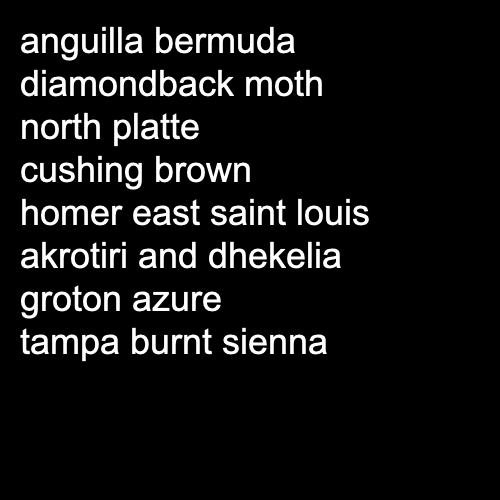 anguilla bermuda
diamondback moth
north platte
cushing brown
homer east saint louis
akrotiri and dhekelia
groton azure
tampa burnt sienna